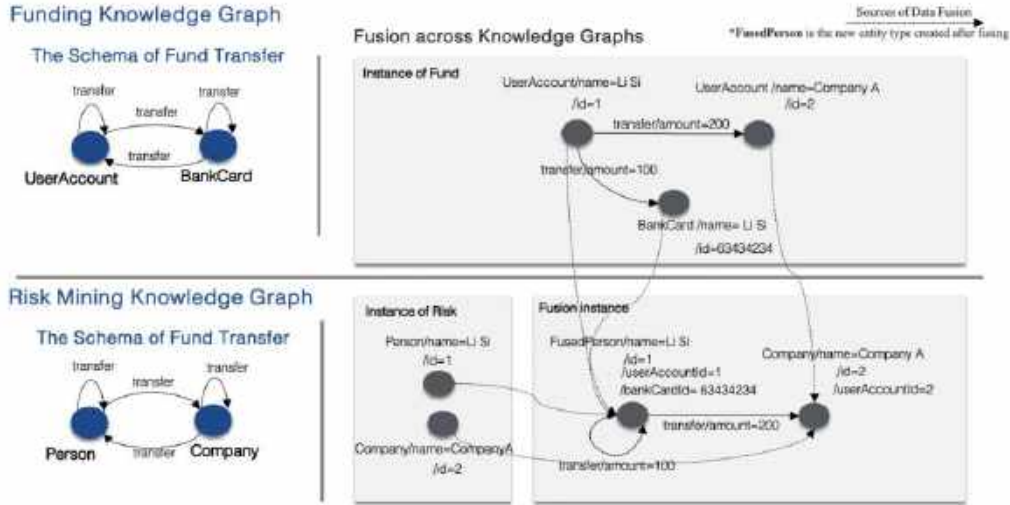 Funding Knowledge Graph
The Schema of Fund Transfer
transfer
transfer
transfer
transfer
UserAccount
BankCard
Sources of Data Fusion
*FusedPerson is the new entity type created after fusing
Fusion across Knowledge Graphs
Instance of Fund
UserAccount/name=Li Si
/id=1
UserAccount /name=Company A
/id=2
transfer/amount=200
transfer/amount=100
BankCard /name= Li Si
/id=63434234
Risk Mining Knowledge Graph
The Schema of Fund Transfer
transfer
transfer
transfer
transfer
Person
Company
Instance of Risk
Person/name=Li Si
/id=1
Company/name=CompanyA
/id=2
Fusion instance
FusedPerson/name=Li Si
/id=1
/userAccountId=1
/bankCardId= 63434234
Company/name=Company A
/id=2
/userAccountId=2
transfer/amount=200
transfer/amount=100